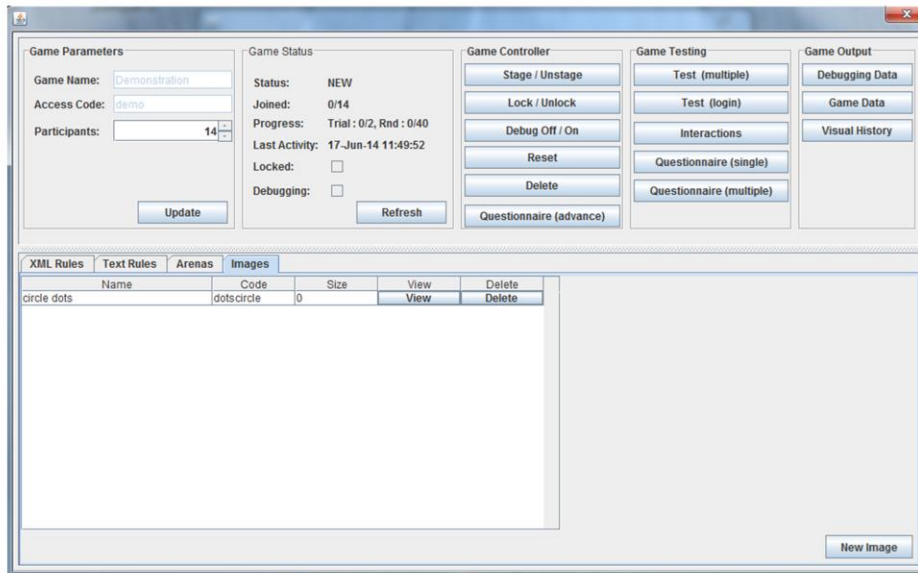 Game Parameters
Game Name: Demonstration
Access Code: demo
Participants: 14
Update
Game Status
Status: NEW
Joined: 0/14
Progress: Trial : 0/2, Rnd : 0/40
Last Activity: 17-Jun-14 11:49:52
Locked:
Debugging:
Refresh
Game Controller
Stage / Unstage
Lock / Unlock
Debug Off / On
Reset
Delete
Questionnaire (advance)
Game Testing
Test (multiple)
Test (login)
Interactions
Questionnaire (single)
Questionnaire (multiple)
Game Output
Debugging Data
Game Data
Visual History
XML Rules Text Rules Arenas Images
Name Code Size View Delete
circle dots dotscircle 0 View Delete
New Image